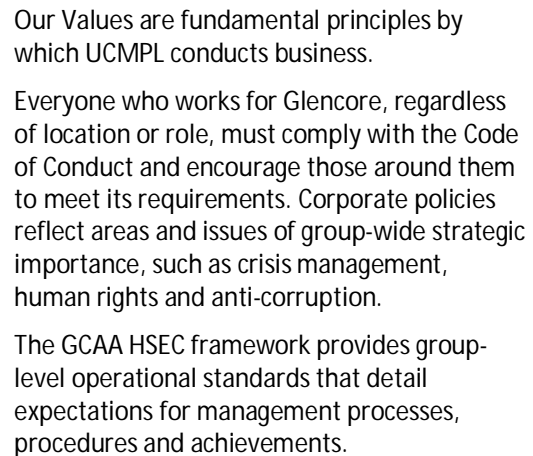 Our Values are fundamental principles by
which UCMPL conducts business.
Everyone who works for Glencore, regardless
of location or role, must comply with the Code
of Conduct and encourage those around them
to meet its requirements. Corporate policies
reflect areas and issues of group-wide strategic
importance, such as crisis management,
human rights and anti-corruption.
The GCAA HSEC framework provides group-
level operational standards that detail
expectations for management processes,
procedures and achievements.